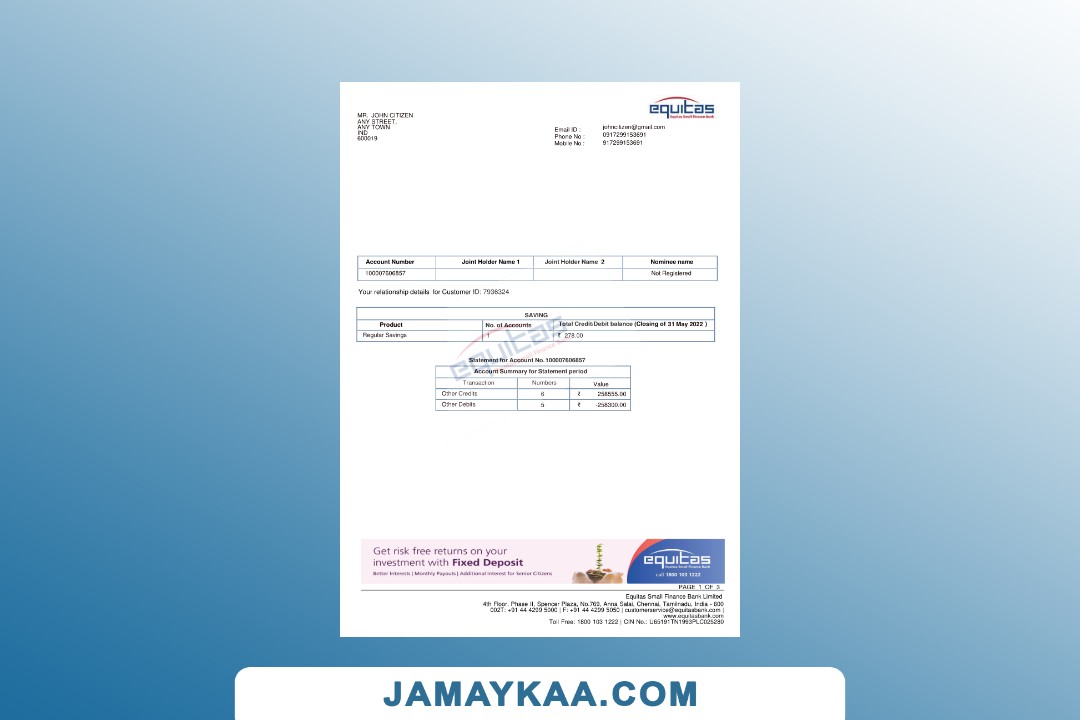 equitas
Equitas Small Finance Bank
MR. JOHN CITIZEN
ANY STREET,
ANY TOWN
IND
600019
Email ID : johnctizen@gmail.com
Phone No : 0917299153691
Mobile No : 917299153691
Account Number Joint Holder Name 1 Joint Holder Name 2 Nominee name
100007606857 Not Registered
Your relationship details for Customer ID: 7936324
SAVING
Product No. of Accounts Total Credit/Debit balance (Closing of 31 May 2022 )
Regular Savings 1 ₹ 278.00
equitas
Statement for Account No.100007606857
Account Summary for Statement period
Transaction Numbers Value
Other Credits 6 ₹ 258555.00
Other Debits 5 ₹ -258300.00
Get risk free returns on your
investment with Fixed Deposit
Better Interests | Monthly Payouts | Additional Interest for Senior Citizens
equitas
Equitas Small Finance Bank
call 1800 103 1222
PAGE 1 OF 3
Equitas Small Finance Bank Limited
4th Floor, Phase II, Spencer Plaza, No.769, Anna Salai, Chennai, Tamilnadu, India - 600
002T: +91 44 4299 5000 | F: +91 44 4299 5050 | customerservice@equitasbank.com |
www.equitasbank.com
Toll Free: 1800 103 1222 | CIN No.: U65191TN1993PLC025280
JAMAYKAA.COM